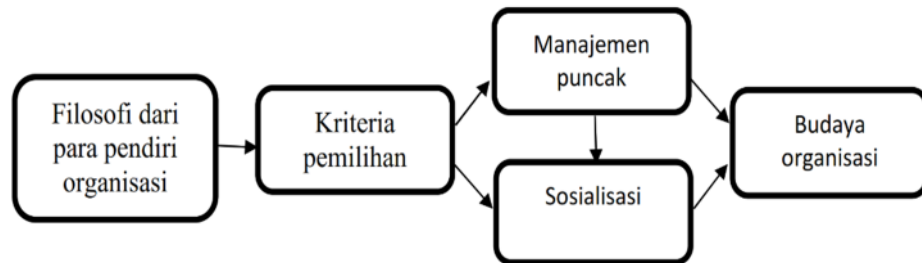 Filosofi dari
para pendiri
organisasi
Kriteria
pemilihan
Manajemen
puncak
Sosialisasi
Budaya
organisasi